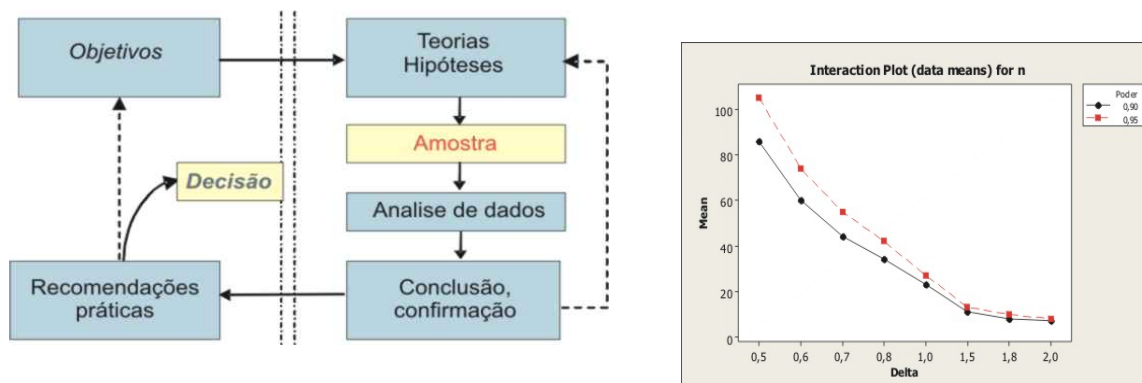 Objetivos
Teorias
Hipóteses
Amostra
Decisão
Analise de dados
Recomendações
práticas
Conclusão,
confirmação
Interaction Plot (data means) for n
Poder
0,90
0,95
Mean
100
80
60
40
20
0
0,5 0,6 0,7 0,8 1,0 1,5 1,8 2,0
Delta